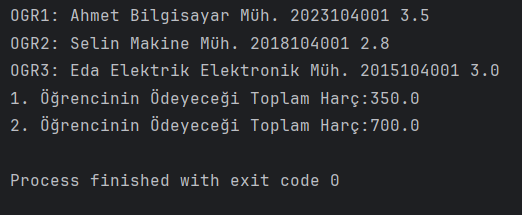 OGR1: Ahmet Bilgisayar Müh. 2023104001 3.5
OGR2: Selin Makine Müh. 2018104001 2.8
OGR3: Eda Elektrik Elektronik Müh. 2015104001 3.0
1. Öğrencinin Ödeyeceği Toplam Harç:350.0
2. Öğrencinin Ödeyeceği Toplam Harç:700.0
Process finished with exit code 0